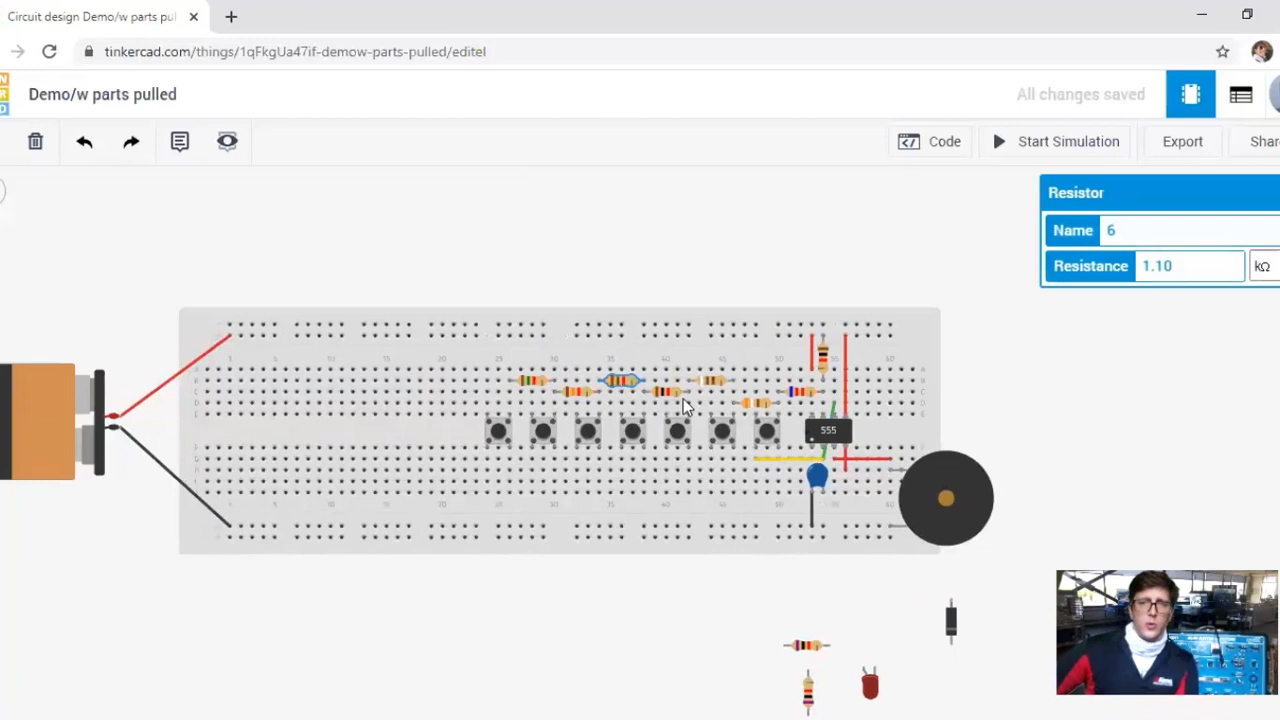 Circuit design Demo/w parts pul
tinkercad.com/things/1qFkgUa47if-demow-parts-pulled/editel
N
R
D
Demo/w parts pulled
All changes saved
Code
Start Simulation
Export
Shar
Resistor
Name 6
Resistance 1.10 kΩ
555